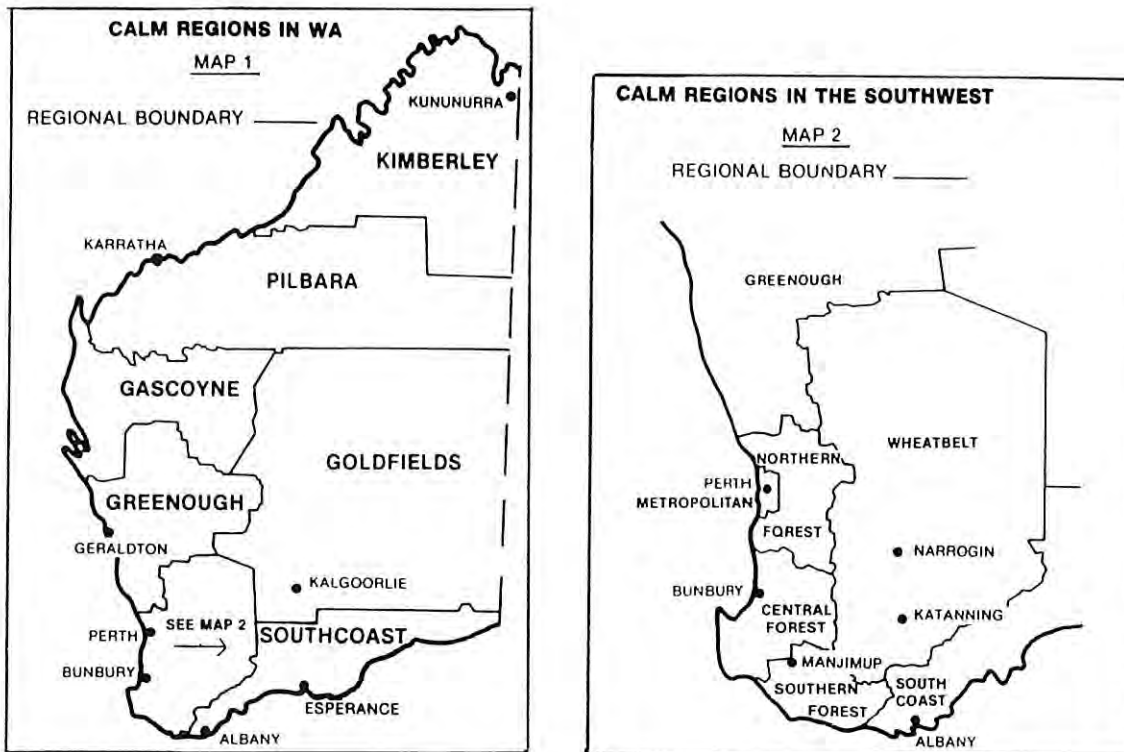 CALM REGIONS IN WA
MAP 1
REGIONAL BOUNDARY
KUNUNURRA
KIMBERLEY
KARRATHA
PILBARA
GASCOYNE
GOLDFIELDS
GREENOUGH
GERALDTON
KALGOORLIE
SEE MAP 2
SOUTHCOAST
PERTH
BUNBURY
ESPERANCE
ALBANY
CALM REGIONS IN THE SOUTHWEST
MAP 2
REGIONAL BOUNDARY
GREENOUGH
WHEATBELT
NORTHERN
PERTH
METROPOLITAN
FOREST
NARROGIN
BUNBURY
CENTRAL
FOREST
KATANNING
MANJIMUP
SOUTHERN
FOREST
SOUTH
COAST
ALBANY